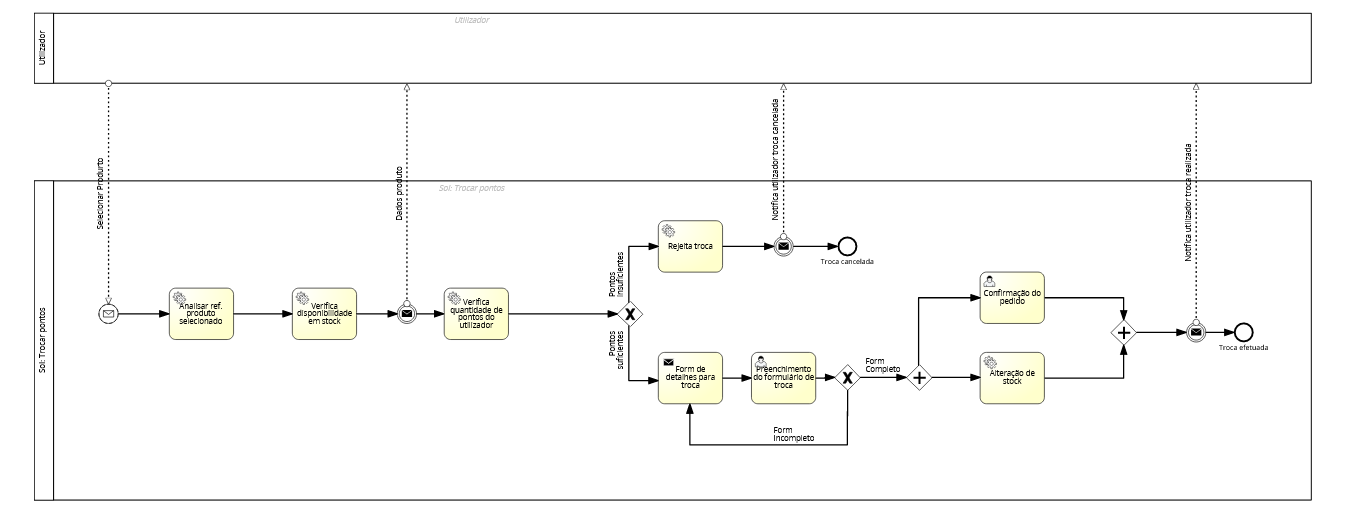 Utilizador
Utilizador
Selecionar Produrto
Dados produto
Notifica utilizador troca cancelada
Notifica utilizador troca realizada
Sol: Trocar pontos
Sol: Trocar pontos
Analisar ref.
produto
selecionado
Verifica
disponibilidade
em stock
Verifica
quantidade de
pontos do
utilizador
Pontos
insuficientes
Pontos
suficientes
Rejeita troca
Troca cancelada
Form de
detalhes para
troca
Preenchimento
do formulário de
troca
Form
Completo
Form
Incompleto
Confirmação do
pedido
Alteração de
stock
Troca efetuada